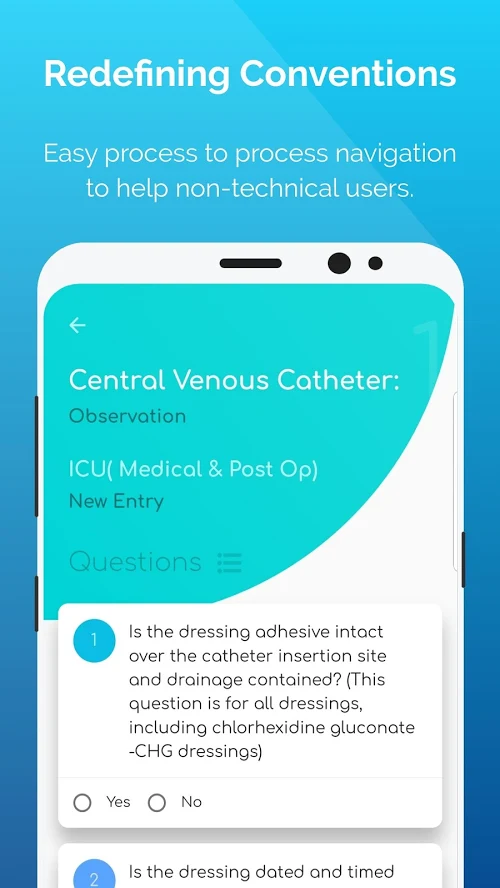 Redefining Conventions
Easy process to process navigation
to help non-technical users.
1
Central Venous Catheter:
Observation
ICU( Medical & Post Op)
New Entry
Questions
1
Is the dressing adhesive intact
over the catheter insertion site
and drainage contained? (This
question is for all dressings,
including chlorhexidine gluconate
-CHG dressings)
Yes No
2
Is the dressing dated and timed